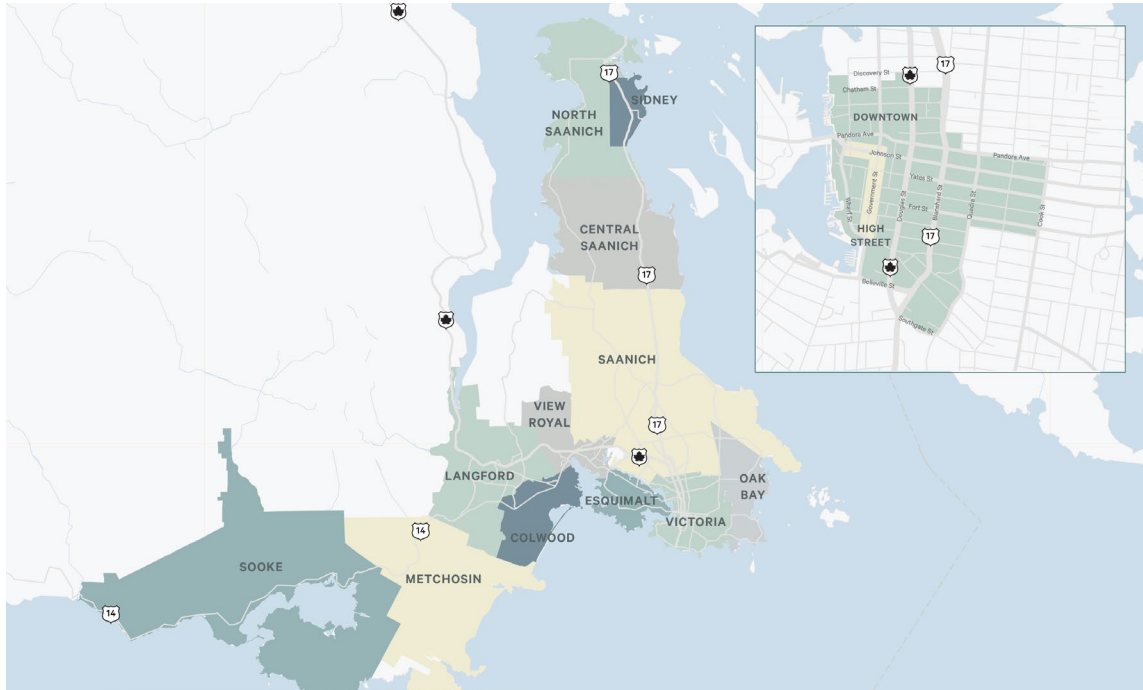 17
SIDNEY
NORTH
SAANICH
CENTRAL
SAANICH
17
SAANICH
VIEW
ROYAL
17
LANGFORD
OAK
BAY
ESQUIMALT
VICTORIA
14
COLWOOD
SOOKE
METCHOSIN
14
17
Discovery St
Chatham St
DOWNTOWN
Pandora Ave
Johnson St
Pandora Ave
Yates St
Government St
Douglas St
Blanshard St
Quadra St
Cook St
Wharf St
Fort St
HIGH
STREET
17
Belleville St
Southgate St